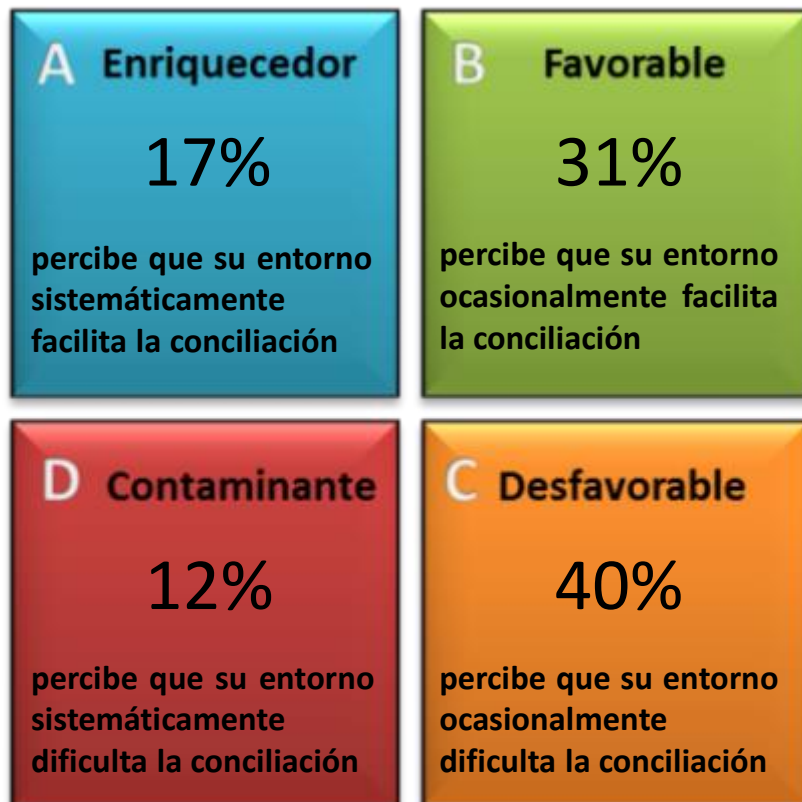 A Enriquecedor
17%
percibe que su entorno
sistemáticamente
facilita la conciliación
B Favorable
31%
percibe que su entorno
ocasionalmente facilita
la conciliación
D Contaminante
12%
percibe que su entorno
sistemáticamente
dificulta la conciliación
C Desfavorable
40%
percibe que su entorno
ocasionalmente
dificulta la conciliación